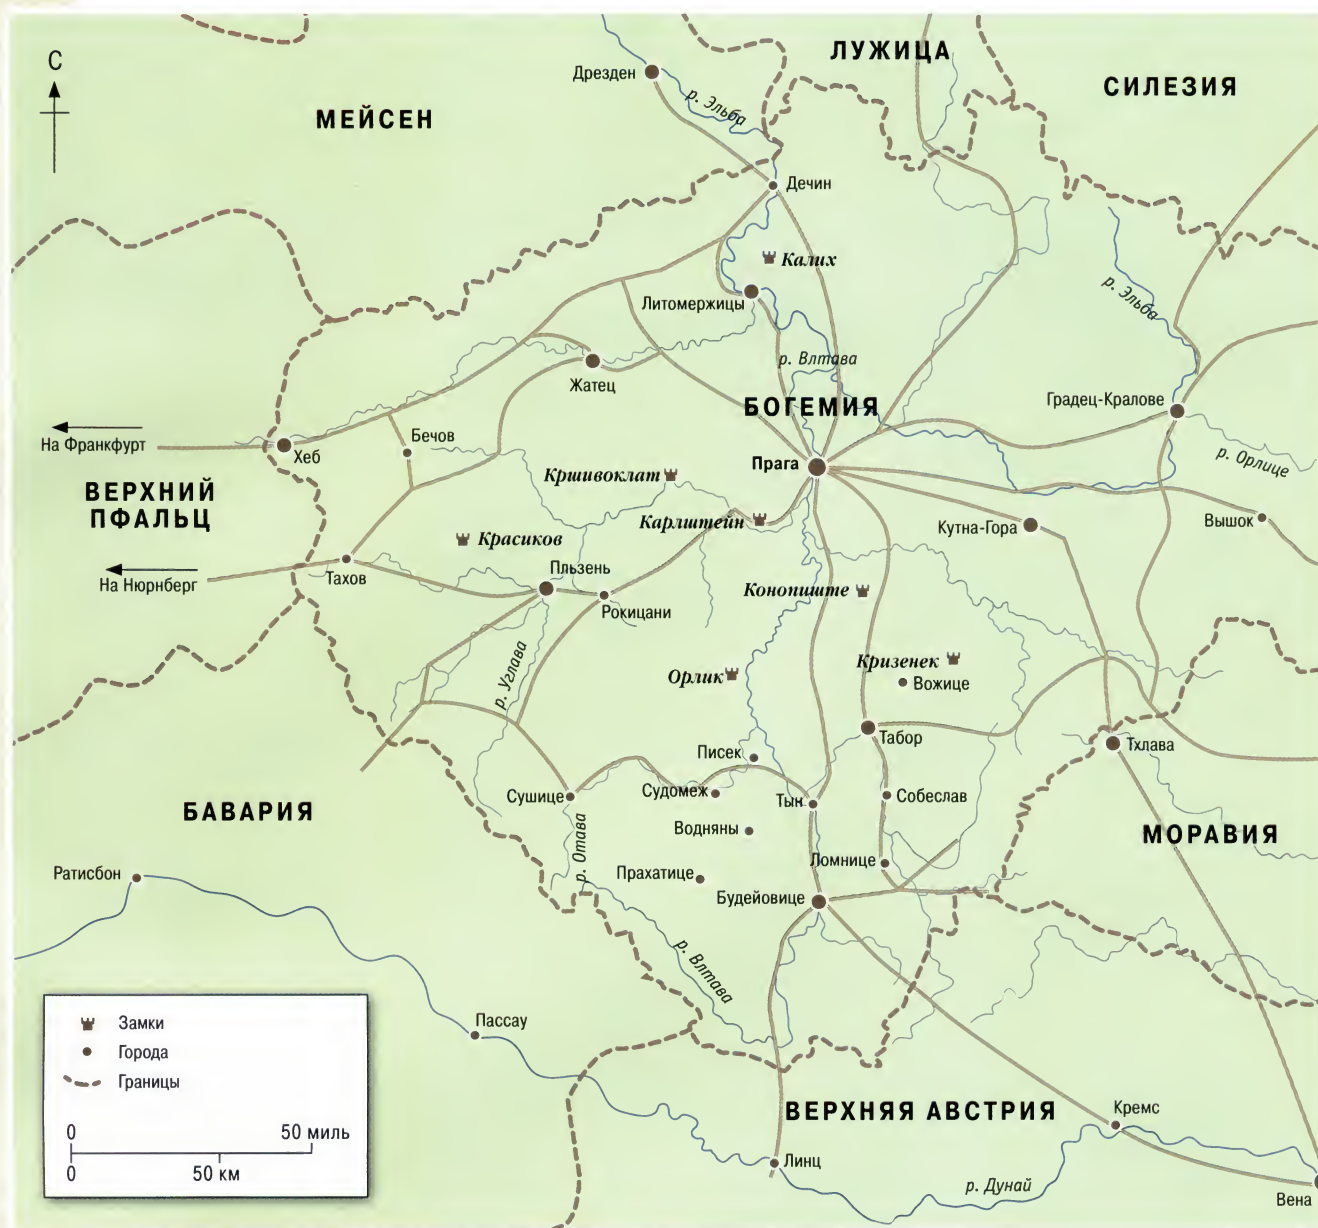 С
МЕЙСЕН
Дрезден
р. Эльба
ЛУЖИЦА
СИЛЕЗИЯ
Дечин
Калих
Литомержицы
р. Эльба
р. Влтава
Жатец
БОГЕМИЯ
Градец-Кралове
На Франкфурт
Хеб
Бечов
р. Орлице
ВЕРХНИЙ
ПФАЛЬЦ
Кршивоклат
Прага
Карлштейн
Кутна-Гора
Вышок
Красиков
На Нюрнберг
Тахов
Пльзень
Рокицани
Конопиште
р. Углава
Орлик
Кризенек
Вожице
Табор
Тхлава
Писек
Сушице
Судомеж
Тын
Собеслав
БАВАРИЯ
Водняны
МОРАВИЯ
р. Отава
Ломнице
Ратисбон
Прахатице
Будейовице
р. Влтава
Пассау
Замки
Города
Границы
0
50 миль
0
50 км
ВЕРХНЯЯ АВСТРИЯ
Кремс
Линц
р. Дунай
Вена